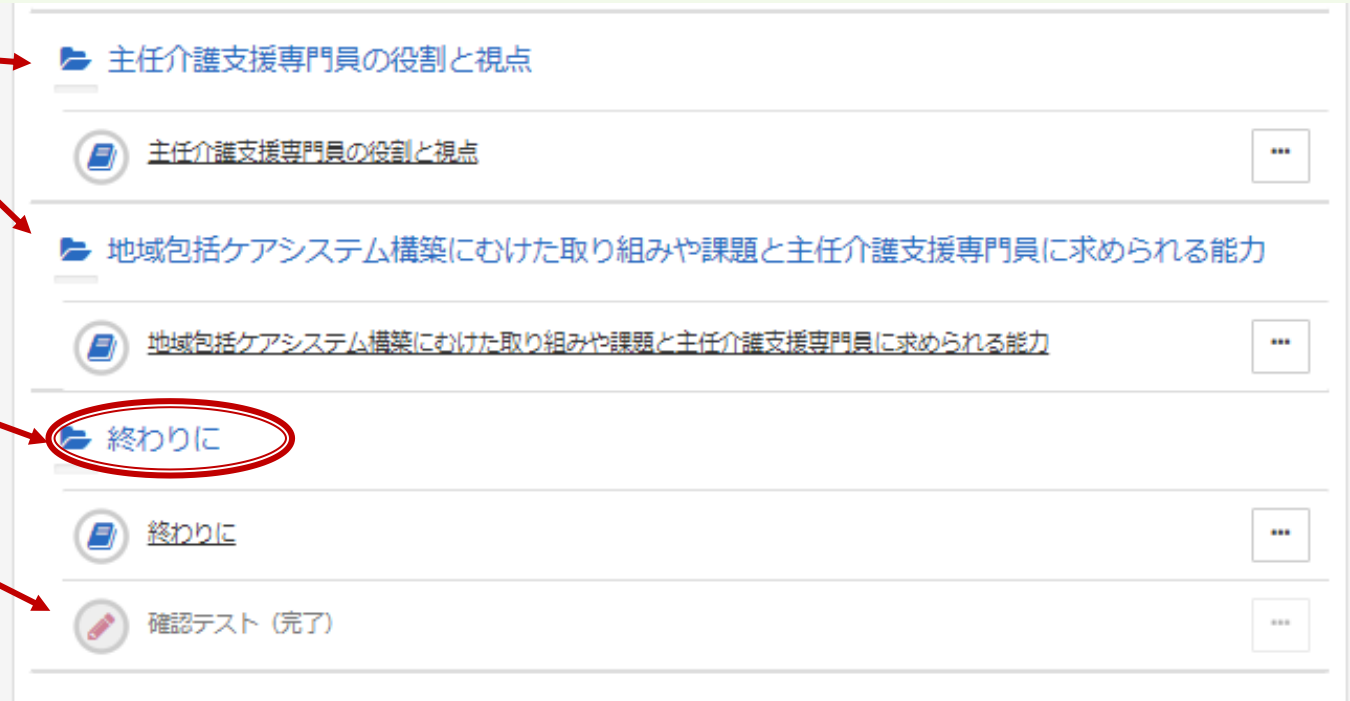 主任介護支援専門員の役割と視点
主任介護支援専門員の役割と視点
地域包括ケアシステム構築にむけた取り組みや課題と主任介護支援専門員に求められる能力
地域包括ケアシステム構築にむけた取り組みや課題と主任介護支援専門員に求められる能力
終わりに
終わりに
確認テスト（完了）